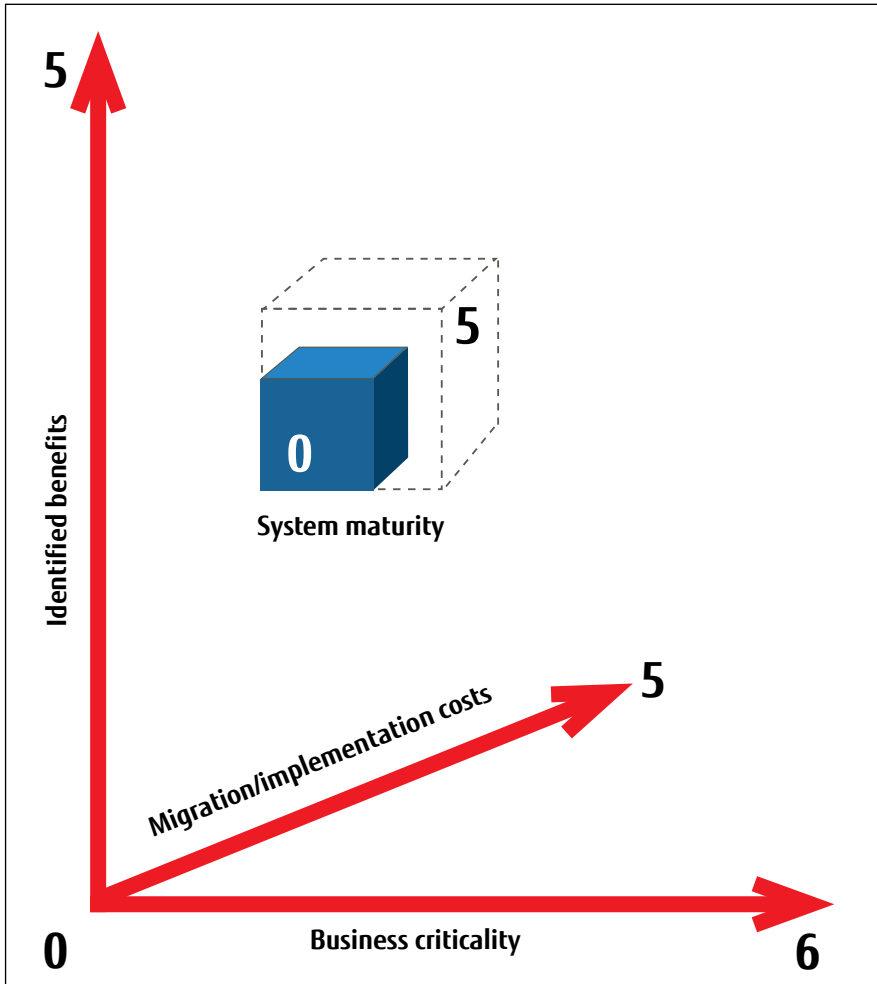 5
5
0
System maturity
Identified benefits
5
Migration/implementation costs
0
Business criticality
6